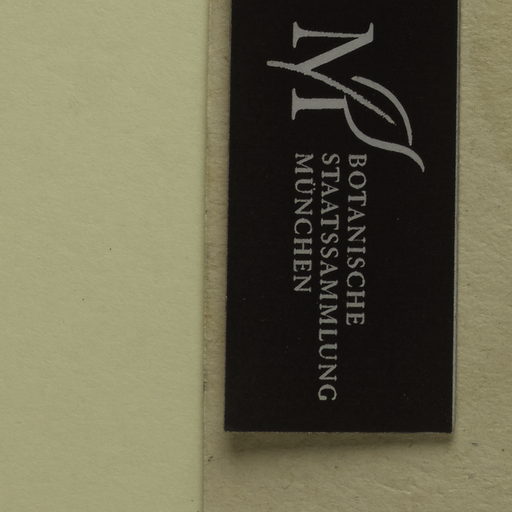 M
BOTANISCHE
STAATSSAMMLUNG
MÜNCHEN